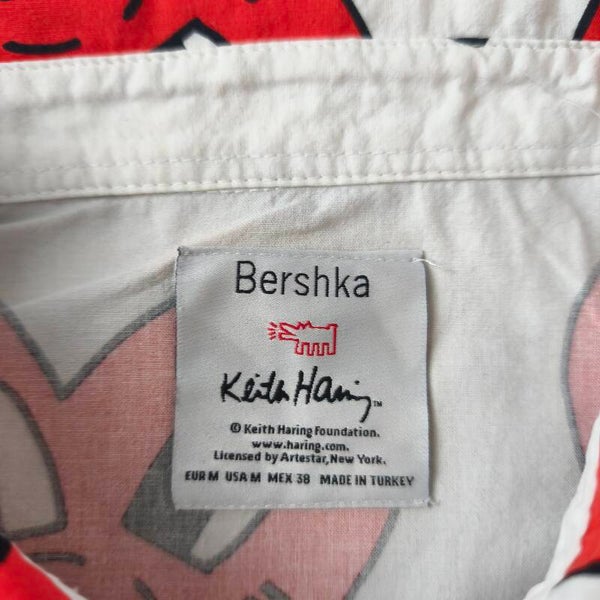 Bershka
Keith Haring™
© Keith Haring Foundation.
www.haring.com.
Licensed by Artestar, New York.
EUR M USA M MEX 38 MADE IN TURKEY